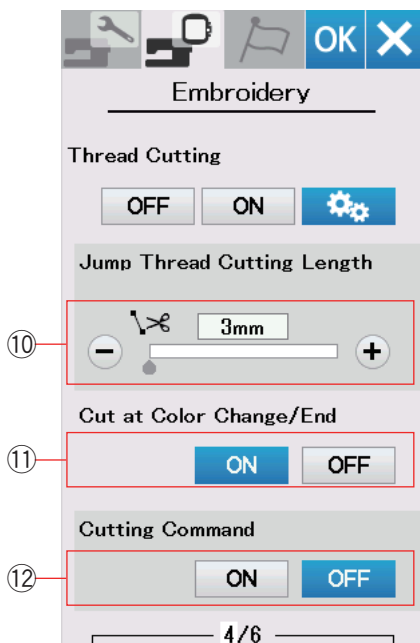 OK X
Embroidery
Thread Cutting
OFF ON
Jump Thread Cutting Length
⑩ 3mm
− +
Cut at Color Change/End
⑪ ON OFF
Cutting Command
⑫ ON OFF
4/6